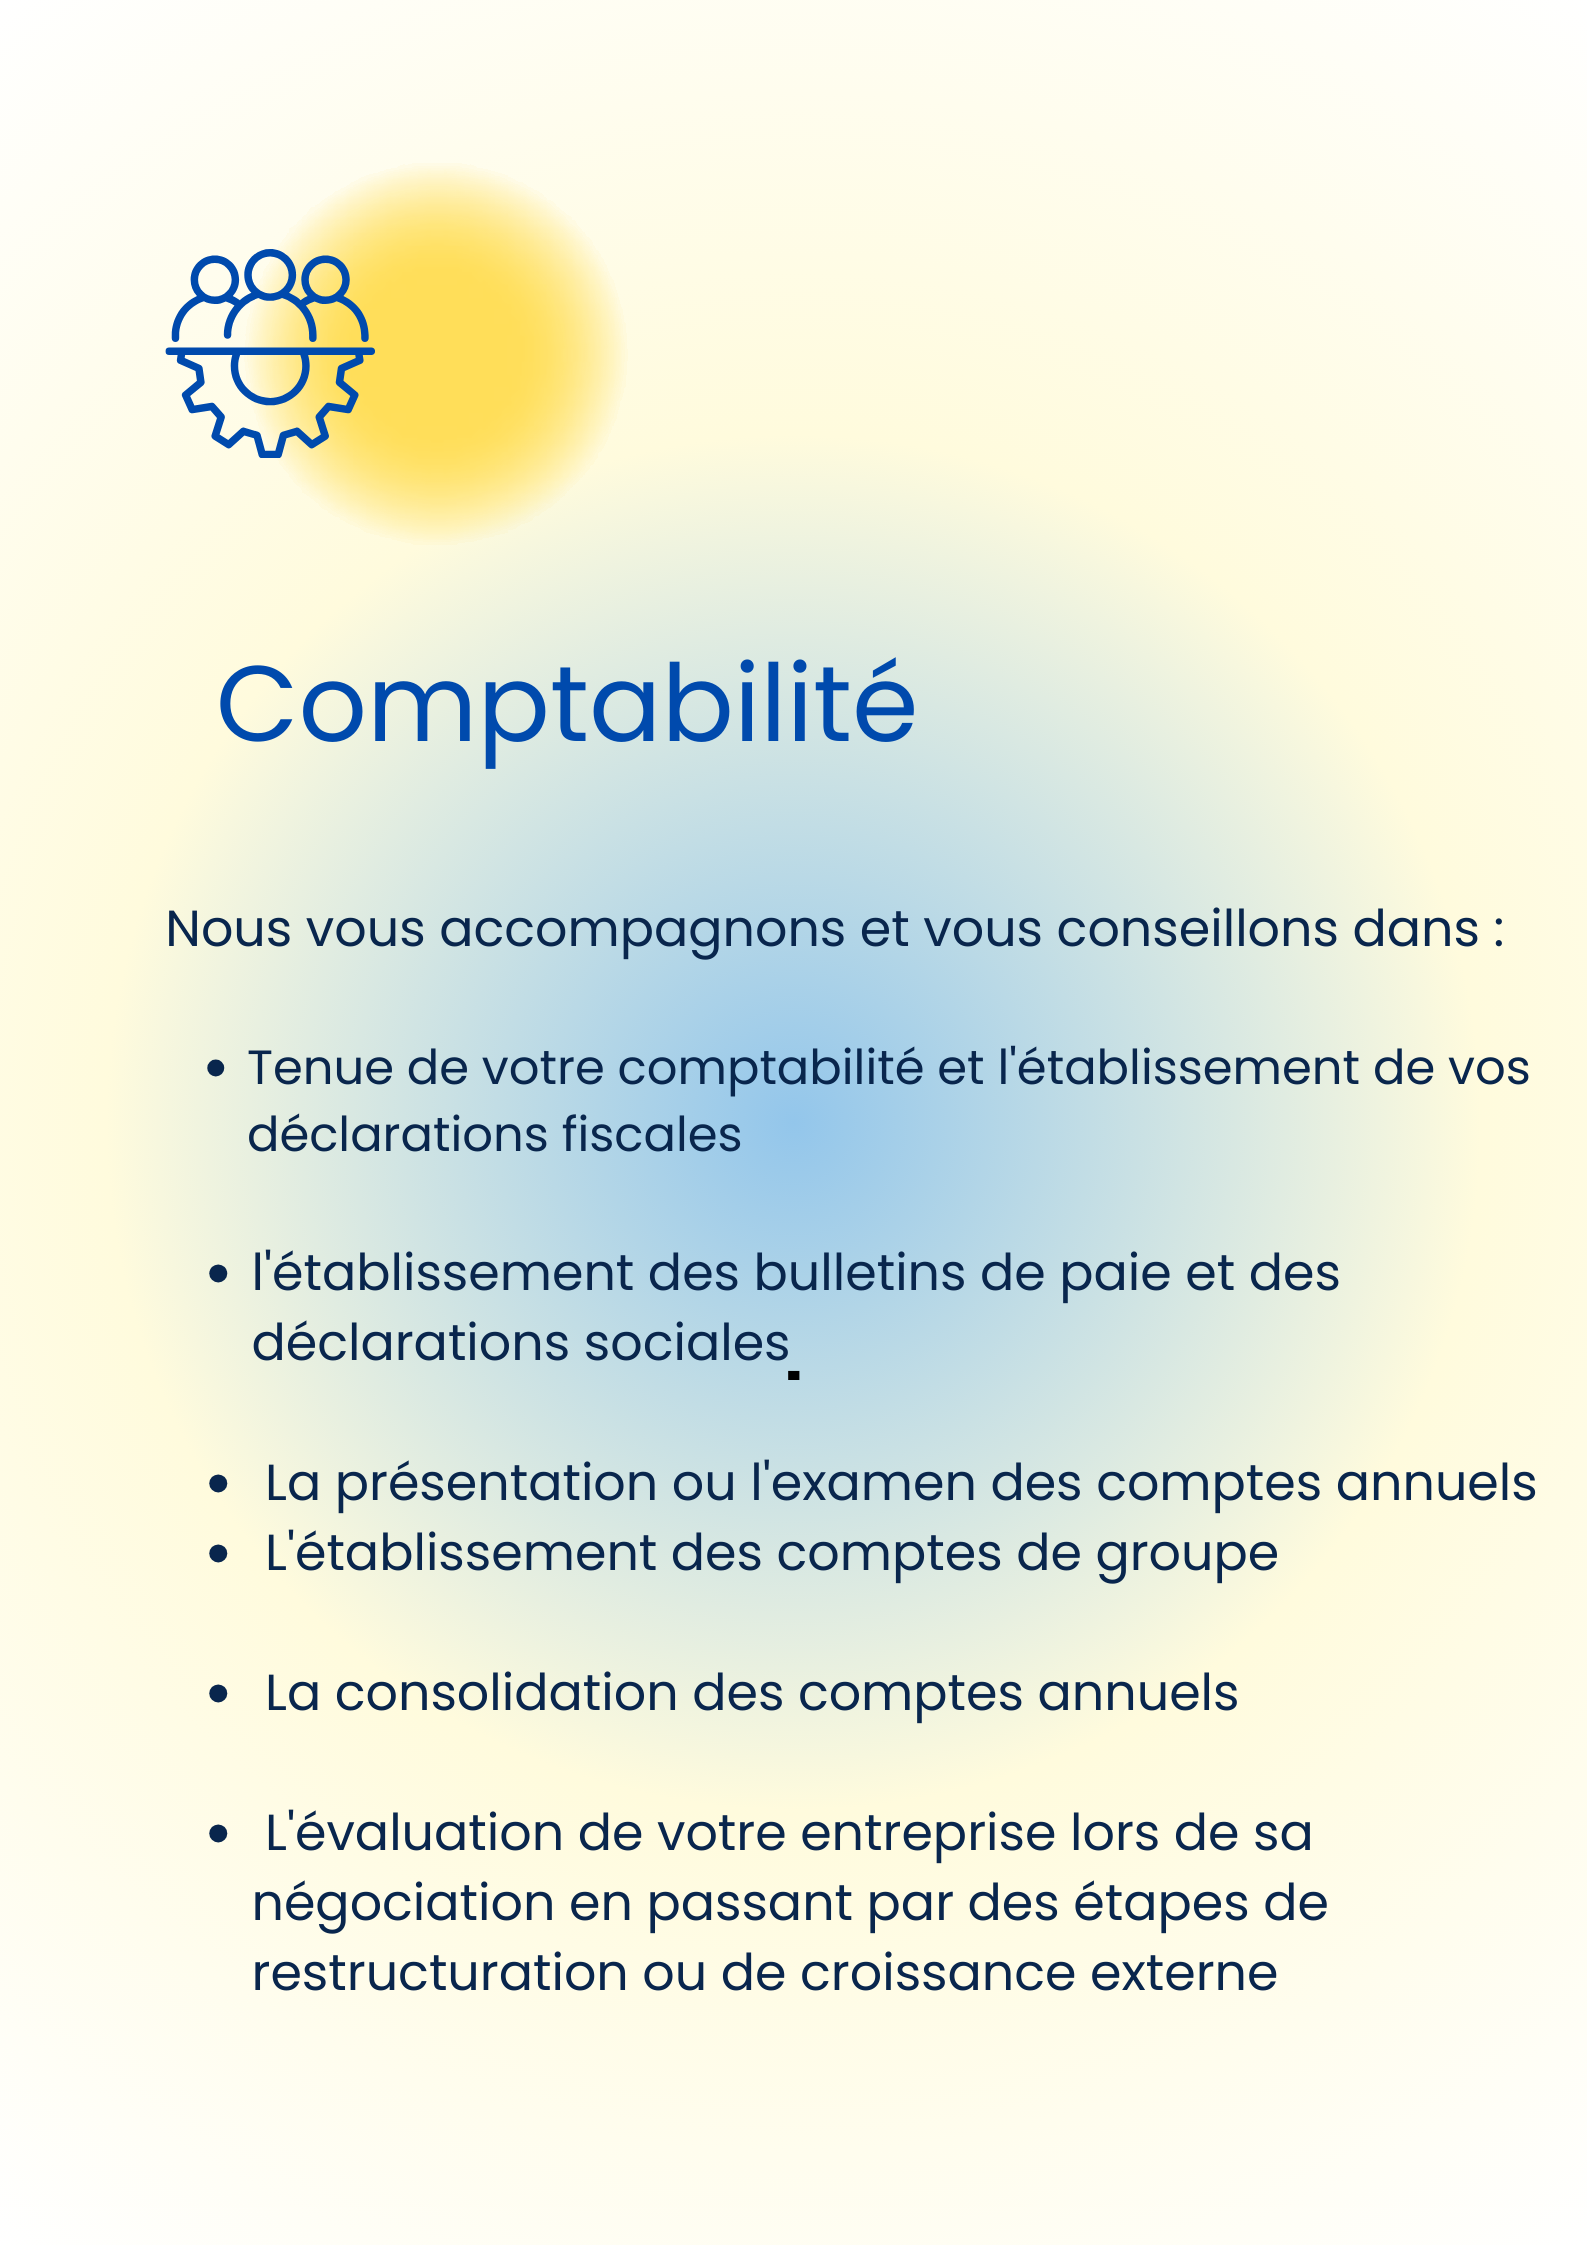 Comptabilité
Nous vous accompagnons et vous conseillons dans :
• Tenue de votre comptabilité et l'établissement de vos
déclarations fiscales
• l'établissement des bulletins de paie et des
déclarations sociales.
• La présentation ou l'examen des comptes annuels
• L'établissement des comptes de groupe
• La consolidation des comptes annuels
• L'évaluation de votre entreprise lors de sa
négociation en passant par des étapes de
restructuration ou de croissance externe